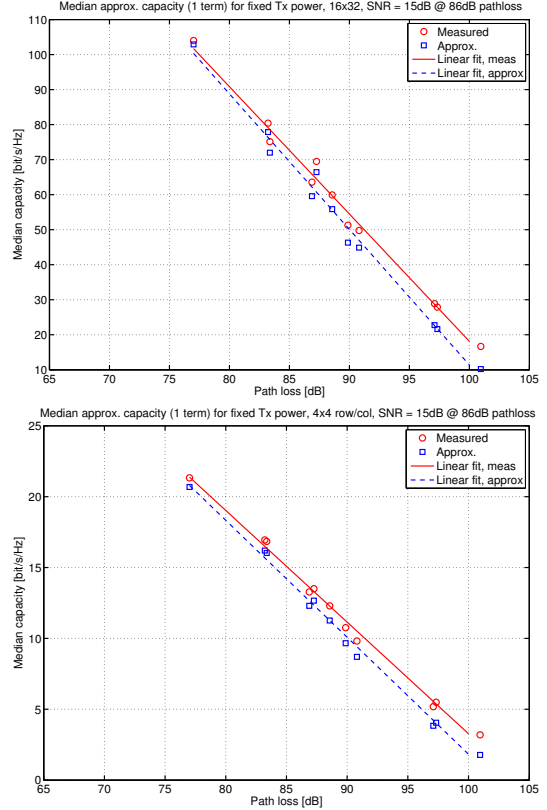 Median approx. capacity (1 term) for fixed Tx power, 16x32, SNR = 15dB @ 86dB pathloss
110
100
90
80
70
60
50
40
30
20
10
Median capacity [bit/s/Hz]
Measured
Approx.
Linear fit, meas
Linear fit, approx
65 70 75 80 85 90 95 100 105
Path loss [dB]
Median approx. capacity (1 term) for fixed Tx power, 4x4 row/col, SNR = 15dB @ 86dB pathloss
25
20
15
10
5
0
Median capacity [bit/s/Hz]
Measured
Approx.
Linear fit, meas
Linear fit, approx
65 70 75 80 85 90 95 100 105
Path loss [dB]